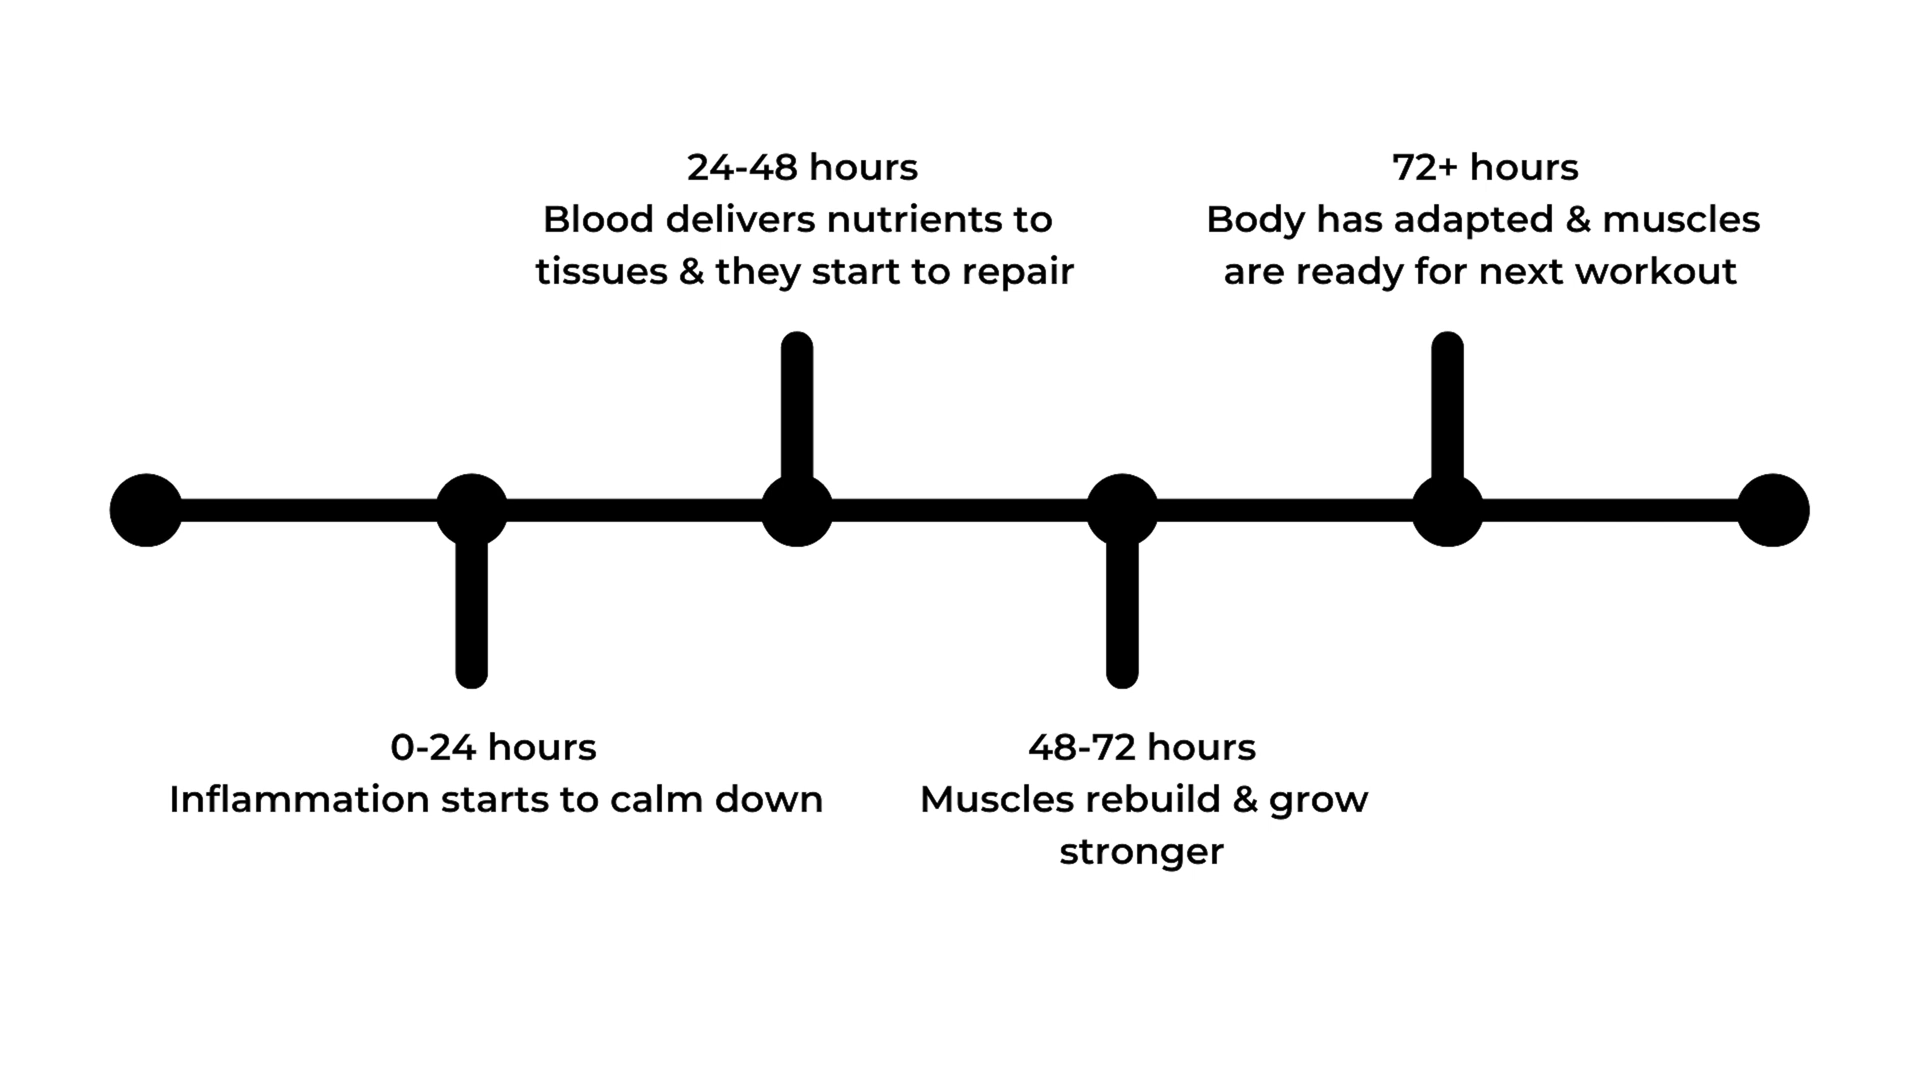 24-48 hours
Blood delivers nutrients to
tissues & they start to repair
72+ hours
Body has adapted & muscles
are ready for next workout
0-24 hours
Inflammation starts to calm down
48-72 hours
Muscles rebuild & grow
stronger